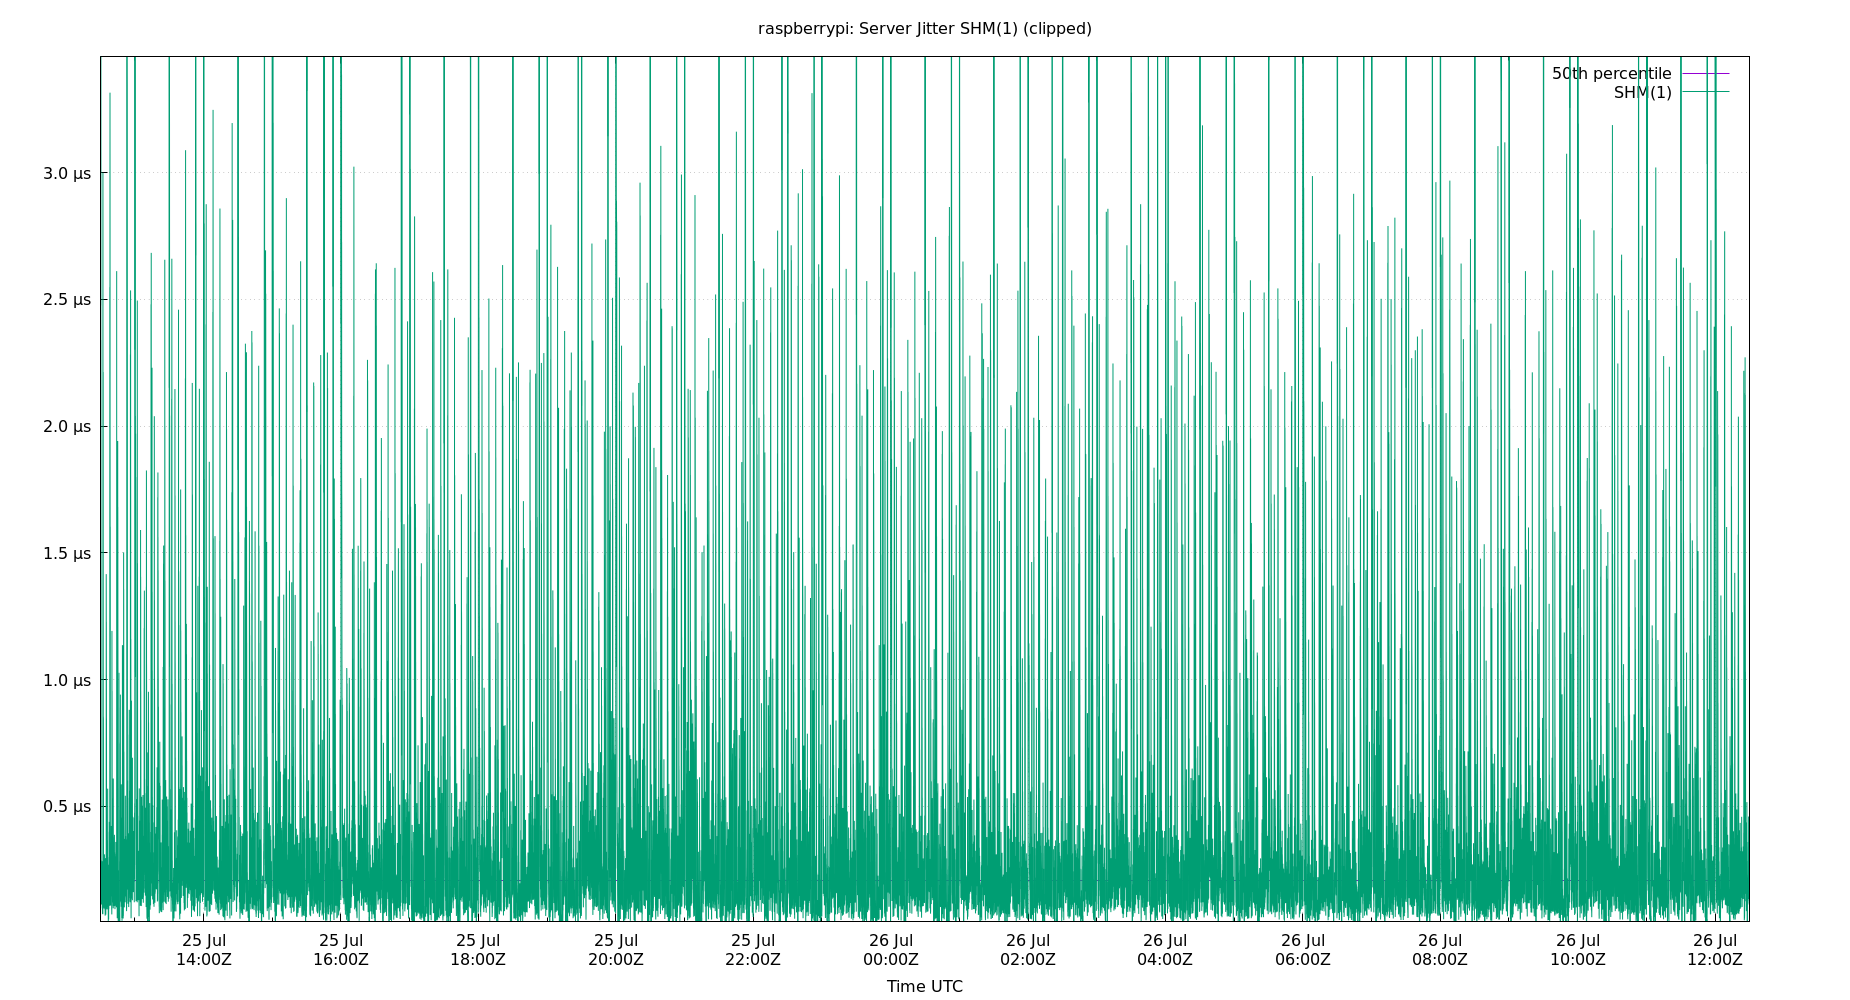 raspberrypi: Server Jitter SHM(1) (clipped)
50th percentile
SHM(1)
3.0 µs
2.5 µs
2.0 µs
1.5 µs
1.0 µs
0.5 µs
25 Jul 25 Jul 25 Jul 25 Jul 25 Jul 26 Jul 26 Jul 26 Jul 26 Jul 26 Jul 26 Jul 26 Jul
14:00Z 16:00Z 18:00Z 20:00Z 22:00Z 00:00Z 02:00Z 04:00Z 06:00Z 08:00Z 10:00Z 12:00Z
Time UTC